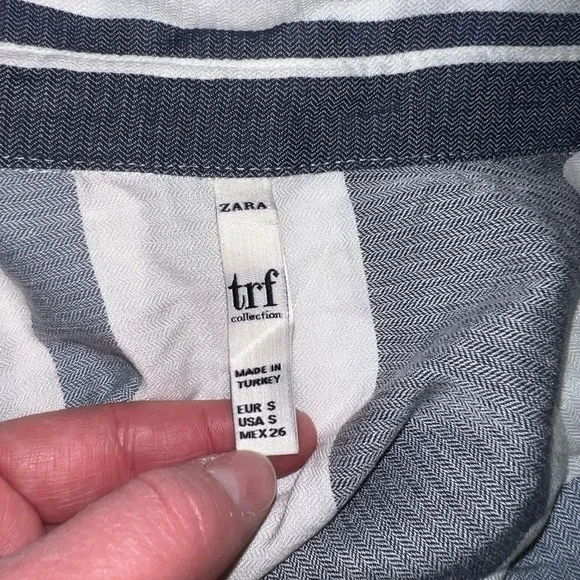 ZARA
trf
collection
MADE IN
TURKEY
EUR S
USA S
MEX 26